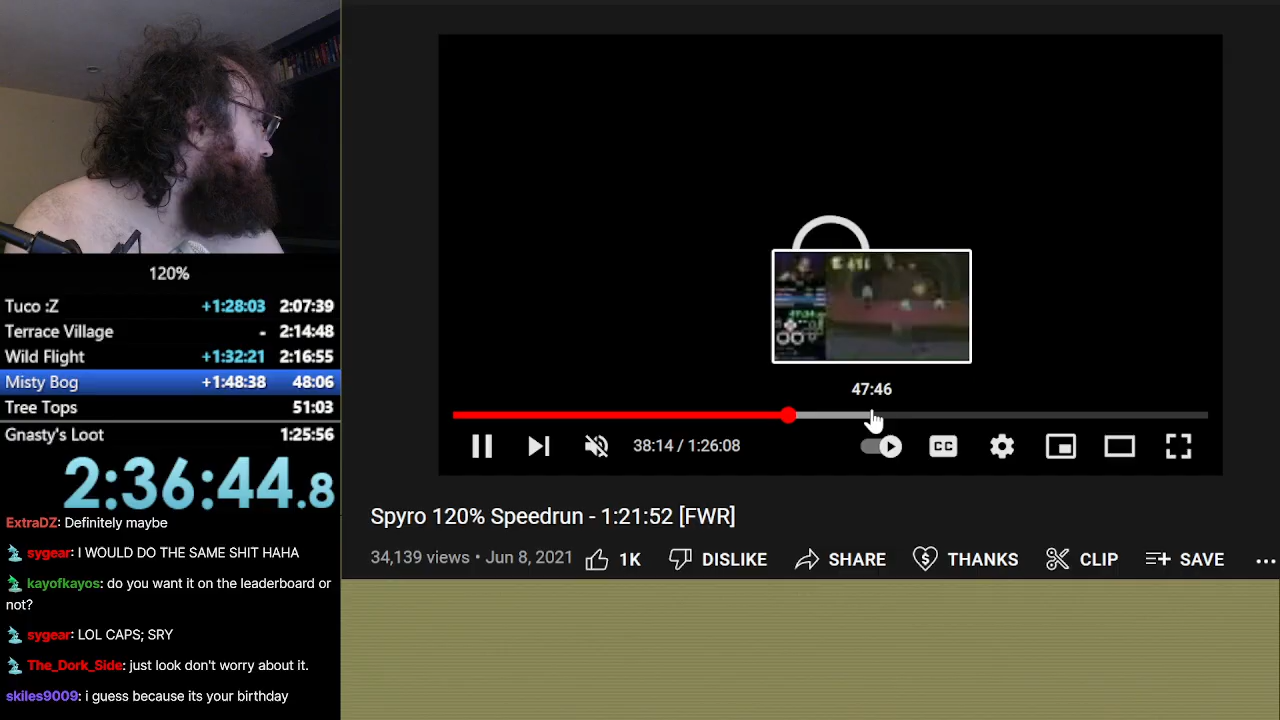 120%
Tuco :Z +1:28:03 2:07:39
Terrace Village - 2:14:48
Wild Flight +1:32:21 2:16:55
Misty Bog +1:48:38 48:06
Tree Tops 51:03
Gnasty's Loot 1:25:56
2:36:44.8
ExtraDZ: Definitely maybe
sygear: I WOULD DO THE SAME SHIT HAHA
kayofkayos: do you want it on the leaderboard or
not?
sygear: LOL CAPS; SRY
The_Dork_Side: just look don't worry about it.
skiles9009: i guess because its your birthday
47:46
38:14 / 1:26:08
CC
Spyro 120% Speedrun - 1:21:52 [FWR]
34,139 views • Jun 8, 2021 1K DISLIKE SHARE THANKS CLIP SAVE ...